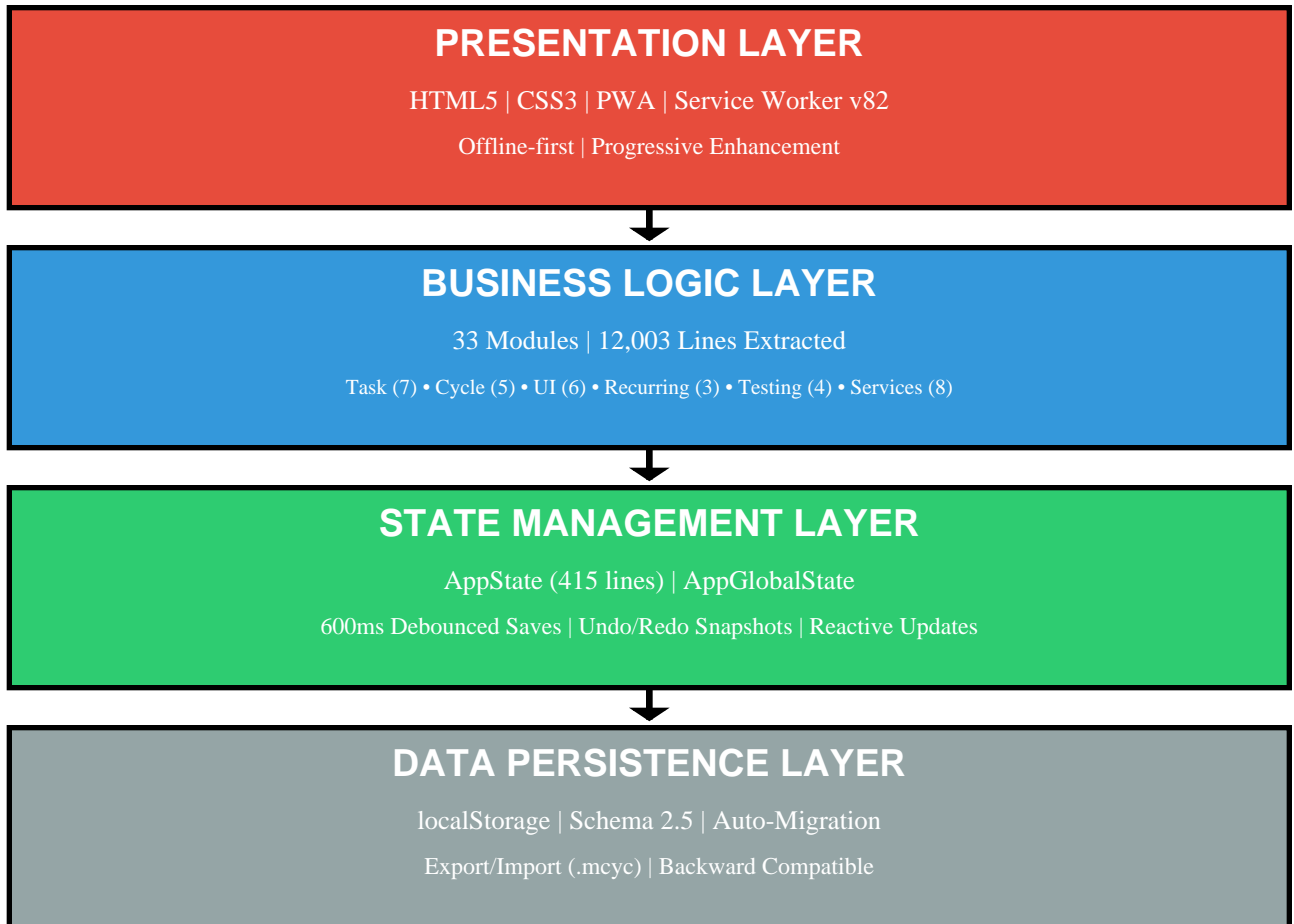 PRESENTATION LAYER
HTML5 | CSS3 | PWA | Service Worker v82
Offline-first | Progressive Enhancement
BUSINESS LOGIC LAYER
33 Modules | 12,003 Lines Extracted
Task (7) • Cycle (5) • UI (6) • Recurring (3) • Testing (4) • Services (8)
STATE MANAGEMENT LAYER
AppState (415 lines) | AppGlobalState
600ms Debounced Saves | Undo/Redo Snapshots | Reactive Updates
DATA PERSISTENCE LAYER
localStorage | Schema 2.5 | Auto-Migration
Export/Import (.mcyc) | Backward Compatible